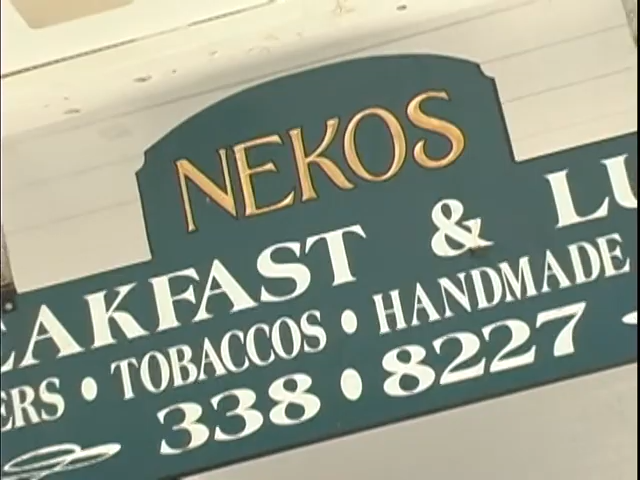 NEKOS
EAKFAST & LU
ERS • TOBACCOS • HANDMADE
338 • 8227